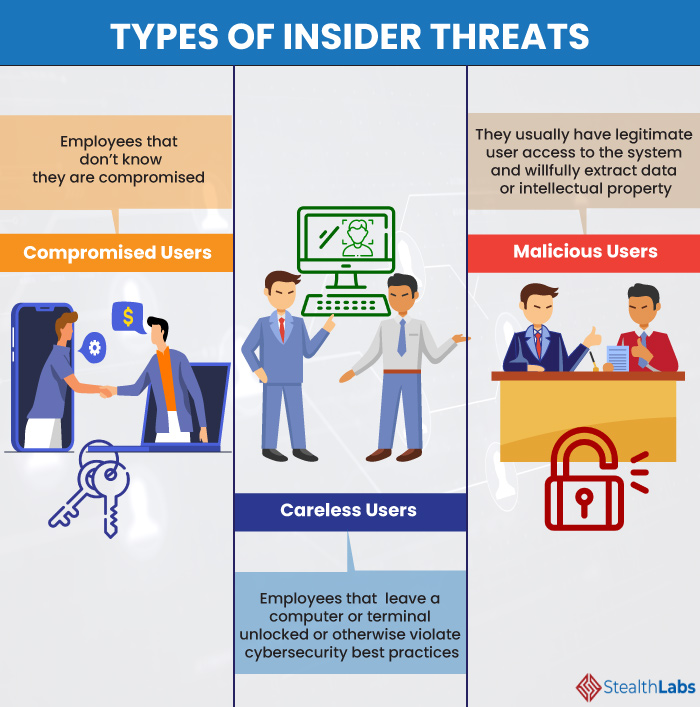 TYPES OF INSIDER THREATS
Employees that
don't know
they are compromised
Compromised Users
$
Careless Users
Employees that leave a
computer or terminal
unlocked or otherwise violate
cybersecurity best practices
They usually have legitimate
user access to the system
and willfully extract data
or intellectual property
Malicious Users
StealthLabs